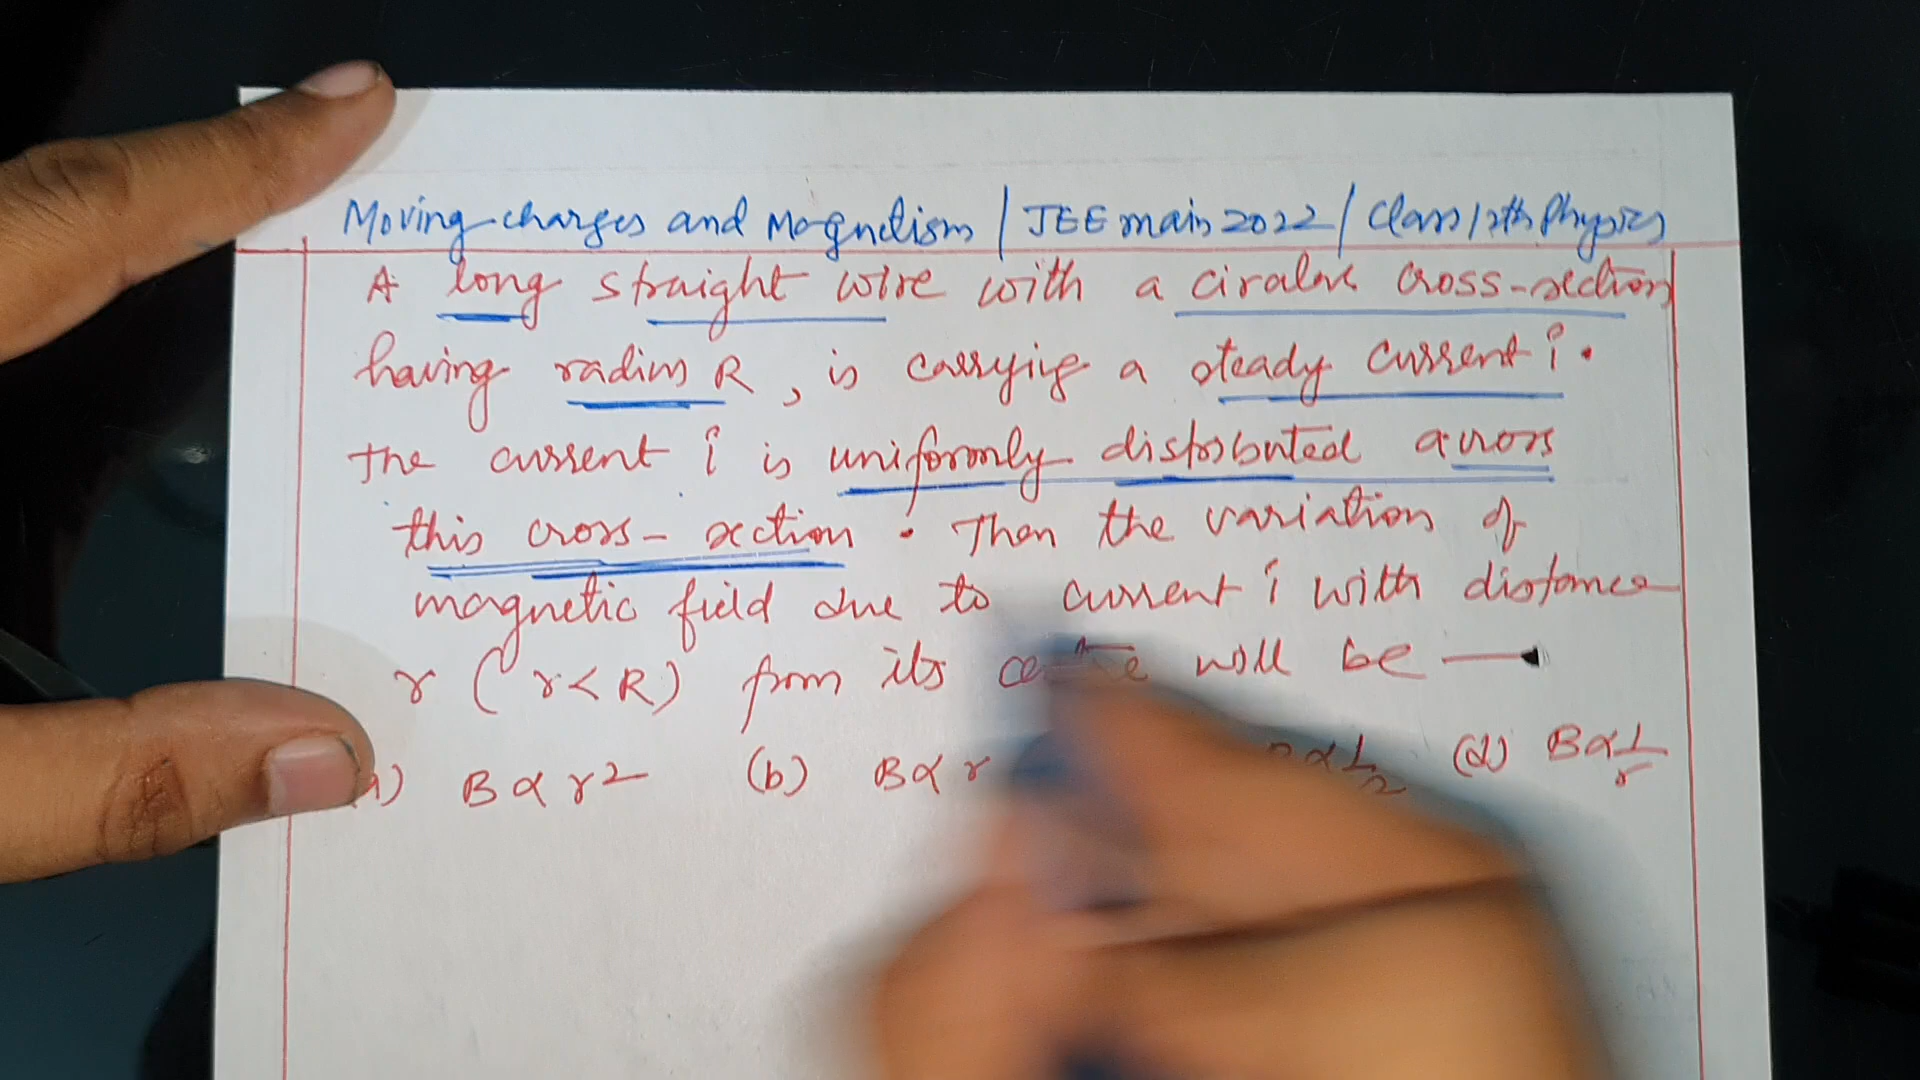 Moving charges and Magnetism / JEE main 2022 / Class 12th Physics
A long straight wire with a circular cross-section
having radius R, is carrying a steady current i.
The current i is uniformly distributed across
this cross-section. Then the variation of
magnetic field due to current i with distance
r (r<R) from its centre will be —
a) B α r² (b) B α r (d) B α 1/r